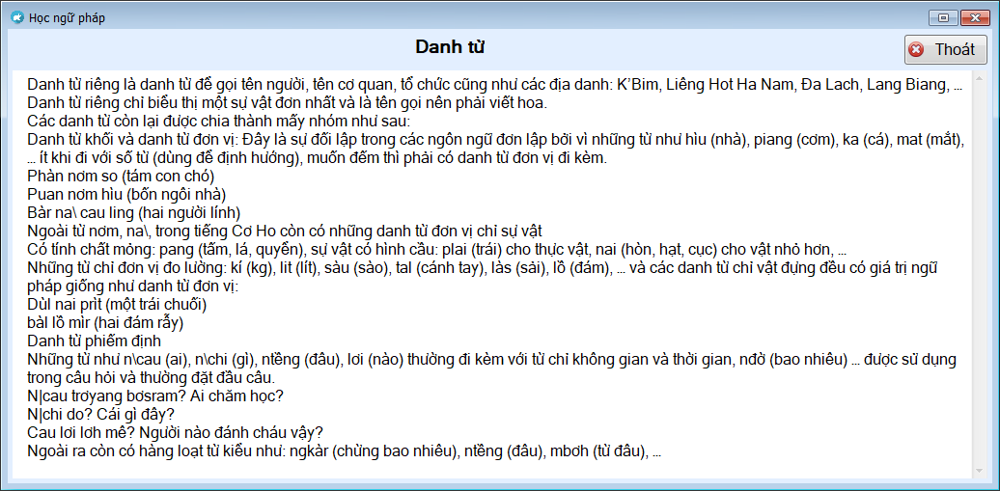 Học ngữ pháp
Danh từ
Thoát
Danh từ riêng là danh từ để gọi tên người, tên cơ quan, tổ chức cũng như các địa danh: K’Bim, Liêng Hot Ha Nam, Đa Lach, Lang Biang, ...
Danh từ riêng chỉ biểu thị một sự vật đơn nhất và là tên gọi nên phải viết hoa.
Các danh từ còn lại được chia thành mấy nhóm như sau:
Danh từ khối và danh từ đơn vị: Đây là sự đối lập trong các ngôn ngữ đơn lập bởi vì những từ như hìu (nhà), piang (cơm), ka (cá), mat (mắt),
... ít khi đi với số từ (dùng để định hướng), muốn đếm thì phải có danh từ đơn vị đi kèm.
Phàn nơm so (tám con chó)
Puan nơm hìu (bốn ngôi nhà)
Bàr na\ cau ling (hai người lính)
Ngoài từ nơm, na\, trong tiếng Cơ Ho còn có những danh từ đơn vị chỉ sự vật
Có tính chất mỏng: pang (tấm, lá, quyển), sự vật có hình cầu: plai (trái) cho thực vật, nai (hòn, hạt, cục) cho vật nhỏ hơn, ...
Những từ chỉ đơn vị đo lường: kí (kg), lit (lít), sàu (sào), tal (cánh tay), làs (sải), lồ (đám), ... và các danh từ chỉ vật đựng đều có giá trị ngữ
pháp giống như danh từ đơn vị:
Dùl nai prìt (một trái chuối)
bàl lồ mìr (hai đám rẫy)
Danh từ phiếm định
Những từ như n\cau (ai), n\chi (gì), ntềng (đâu), lơi (nào) thường đi kèm với từ chỉ không gian và thời gian, nđờ (bao nhiêu) ... được sử dụng
trong câu hỏi và thường đặt đầu câu.
N|cau trơyang bơsram? Ai chăm học?
N|chi do? Cái gì đây?
Cau lơi lơh mê? Người nào đánh cháu vậy?
Ngoài ra còn có hàng loạt từ kiểu như: ngkàr (chừng bao nhiêu), ntềng (đâu), mbơh (từ đâu), ...